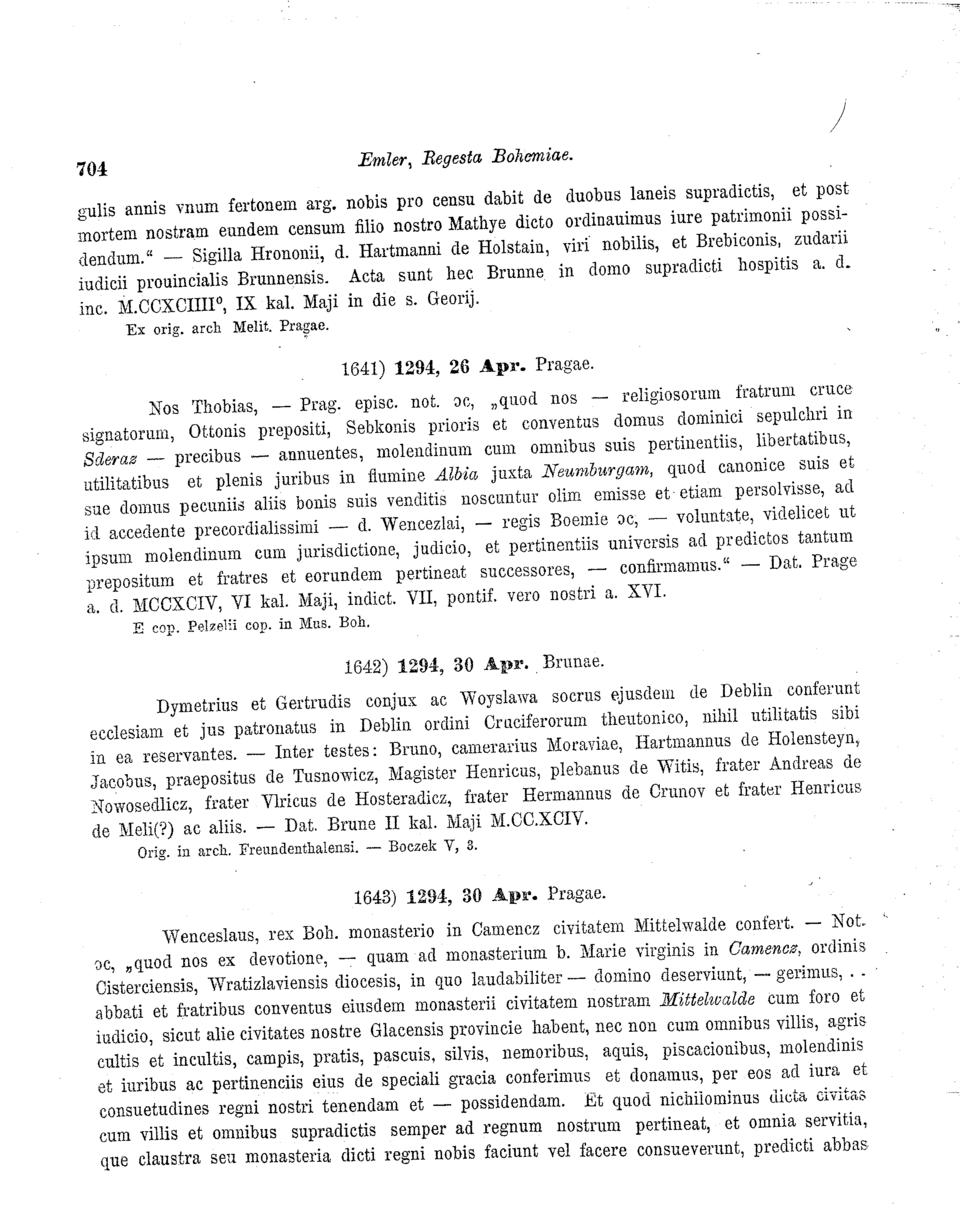 704
Emler, Regesta Bohemiae.
gulis annis vnum fertonem arg. nobis pro censu dabit de duobus laneis supradictis, et post
mortem nostram eundem censum filio nostro Mathye dicto ordinauimus iure patrimonii possi-
dendum.“ — Sigilla Hrononii, d. Hartmanni de Holstain, viri nobilis, et Brebiconis, zudarii
iudicii prouincialis Brunnensis. Acta sunt hec Brunne in domo supradicti hospitis a. d.
inc. M.CCXCIIII⁰, IX kal. Maji in die s. Georij.
Ex orig. arch Melit. Pragae.
1641) 1294, 26 Apr. Pragae.
Nos Thobias, — Prag. episc. not. ɔc, „quod nos — religiosorum fratrum cruce
signatorum, Ottonis prepositi, Sebkonis prioris et conventus domus dominici sepulchri in
Sderaz — precibus — annuentes, molendinum cum omnibus suis pertinentiis, libertatibus,
utilitatibus et plenis juribus in flumine Albia juxta Neumburgam, quod canonice suis et
sue domus pecuniis aliis bonis suis venditis noscuntur olim emisse et etiam persolvisse, ad
id accedente precordialissimi — d. Wencezlai, — regis Boemie ɔc, — voluntate, videlicet ut
ipsum molendinum cum jurisdictione, judicio, et pertinentiis universis ad predictos tantum
prepositum et fratres et eorundem pertineat successores, — confirmamus.“ — Dat. Prage
a. d. MCCXCIV, VI kal. Maji, indict. VII, pontif. vero nostri a. XVI.
E cop. Pelzelii cop. in Mus. Boh.
1642) 1294, 30 Apr. Brunae.
Dymetrius et Gertrudis conjux ac Woyslawa socrus ejusdem de Deblin conferunt
ecclesiam et jus patronatus in Deblin ordini Cruciferorum theutonico, nihil utilitatis sibi
in ea reservantes. — Inter testes: Bruno, camerarius Moraviae, Hartmannus de Holensteyn,
Jacobus, praepositus de Tusnowicz, Magister Henricus, plebanus de Witis, frater Andreas de
Nowosedlicz, frater Vlricus de Hosteradicz, frater Hermannus de Crunov et frater Henricus
de Meli(?) ac aliis. — Dat. Brune II kal. Maji M.CC.XCIV.
Orig. in arch. Freundenthalensi. — Boczek V, 3.
1643) 1294, 30 Apr. Pragae.
Wenceslaus, rex Boh. monasterio in Camencz civitatem Mittelwalde confert. — Not.
ɔc, „quod nos ex devotione, — quam ad monasterium b. Marie virginis in Camencz, ordinis
Cisterciensis, Wratizlaviensis diocesis, in quo laudabiliter — domino deserviunt, — gerimus, . .
abbati et fratribus conventus eiusdem monasterii civitatem nostram Mittelwalde cum foro et
iudicio, sicut alie civitates nostre Glacensis provincie habent, nec non cum omnibus villis, agris
cultis et incultis, campis, pratis, pascuis, silvis, nemoribus, aquis, piscacionibus, molendinis
et iuribus ac pertinenciis eius de speciali gracia conferimus et donamus, per eos ad iura et
consuetudines regni nostri tenendam et — possidendam. Et quod nichilominus dicta civitas
cum villis et omnibus supradictis semper ad regnum nostrum pertineat, et omnia servitia,
que claustra seu monasteria dicti regni nobis faciunt vel facere consueverunt, predicti abbas